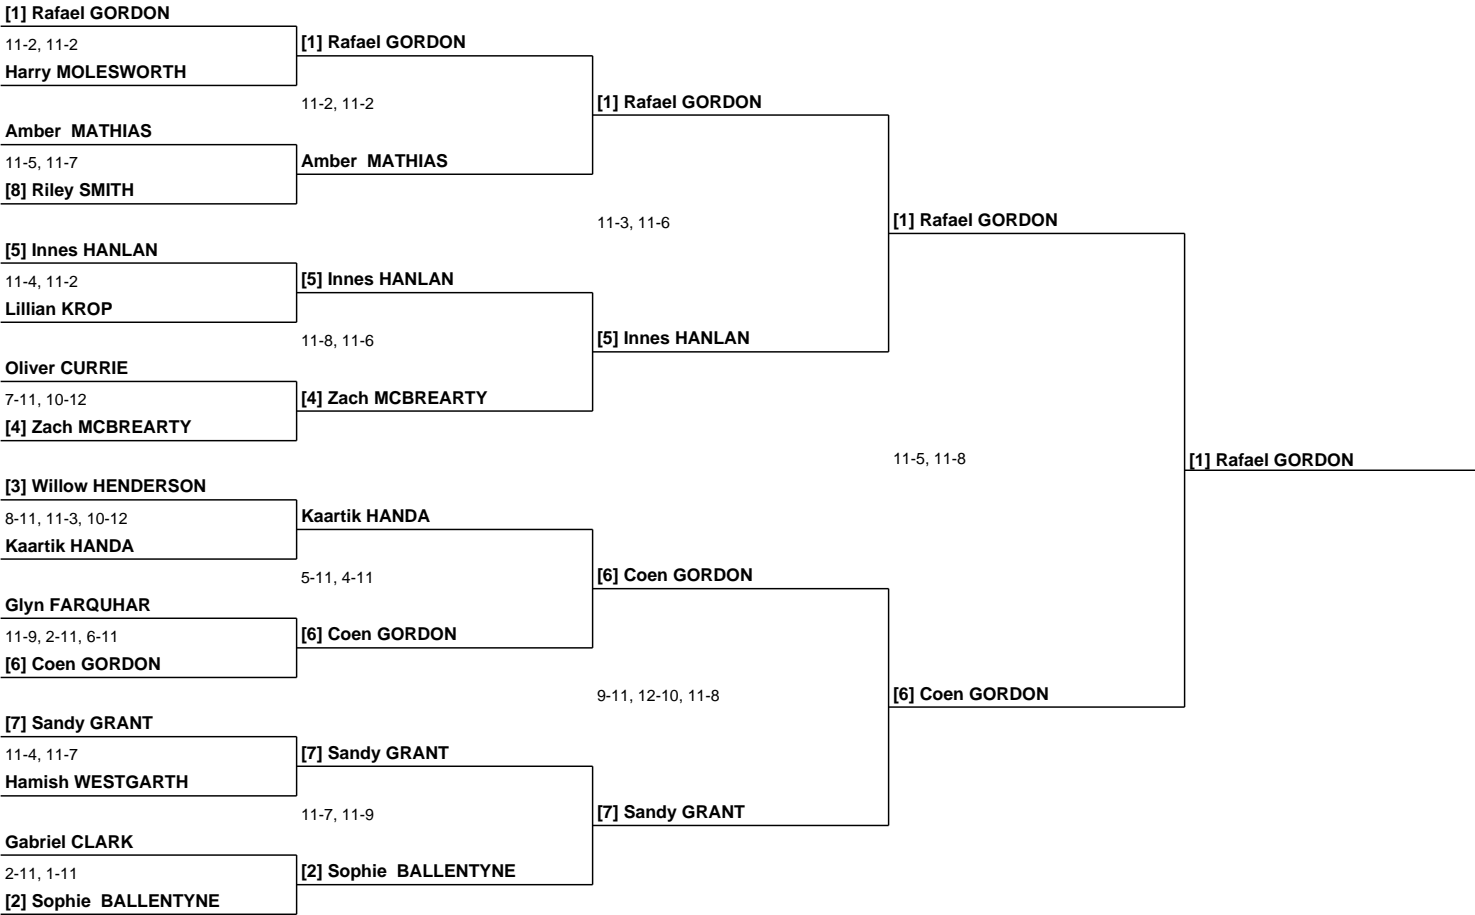 [1] Rafael GORDON
11-2, 11-2
Harry MOLESWORTH
Amber  MATHIAS
11-5, 11-7
[8] Riley SMITH
[5] Innes HANLAN
11-4, 11-2
Lillian KROP
Oliver CURRIE
7-11, 10-12
[4] Zach MCBREARTY
[3] Willow HENDERSON
8-11, 11-3, 10-12
Kaartik HANDA
Glyn FARQUHAR
11-9, 2-11, 6-11
[6] Coen GORDON
[7] Sandy GRANT
11-4, 11-7
Hamish WESTGARTH
Gabriel CLARK
2-11, 1-11
[2] Sophie  BALLENTYNE
[1] Rafael GORDON
11-2, 11-2
Amber  MATHIAS
[5] Innes HANLAN
11-8, 11-6
[4] Zach MCBREARTY
Kaartik HANDA
5-11, 4-11
[6] Coen GORDON
[7] Sandy GRANT
11-7, 11-9
[2] Sophie  BALLENTYNE
[1] Rafael GORDON
11-3, 11-6
[5] Innes HANLAN
[6] Coen GORDON
9-11, 12-10, 11-8
[7] Sandy GRANT
[1] Rafael GORDON
11-5, 11-8
[6] Coen GORDON
[1] Rafael GORDON